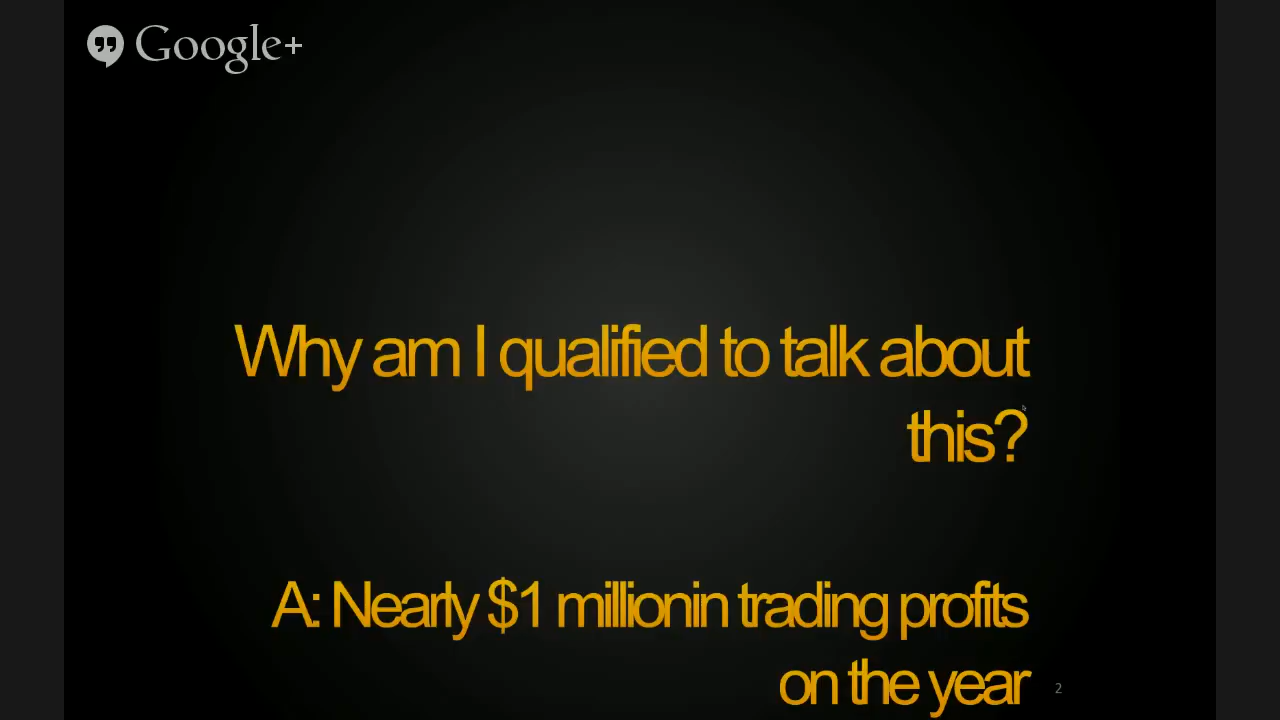 Google+
Why am I qualified to talk about
this?
A: Nearly $1 millionin trading profits
on the year
2